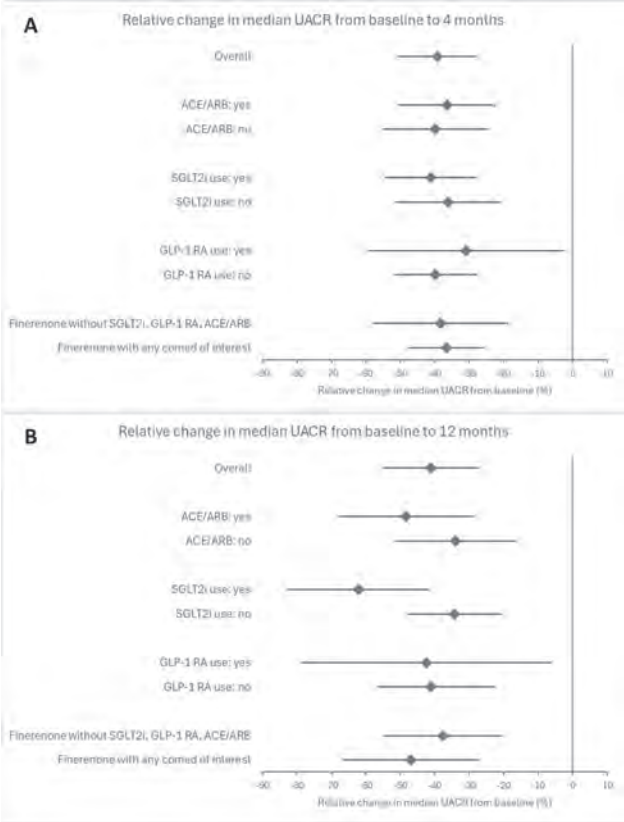 A
Relative change in median UACR from baseline to 4 months
Overall
ACE/ARB: yes
ACE/ARB: no
SGLT2i use: yes
SGLT2i use: no
GLP-1 RA use: yes
GLP-1 RA use: no
Finerenone without SGLT2i, GLP-1 RA, ACE/ARB
Finerenone with any comed of interest
-90 -80 -70 -60 -50 -40 -30 -20 -10 0 10
Relative change in median UACR from baseline (%)
B
Relative change in median UACR from baseline to 12 months
Overall
ACE/ARB: yes
ACE/ARB: no
SGLT2i use: yes
SGLT2i use: no
GLP-1 RA use: yes
GLP-1 RA use: no
Finerenone without SGLT2i, GLP-1 RA, ACE/ARB
Finerenone with any comed of interest
-90 -80 -70 -60 -50 -40 -30 -20 -10 0 10
Relative change in median UACR from baseline (%)